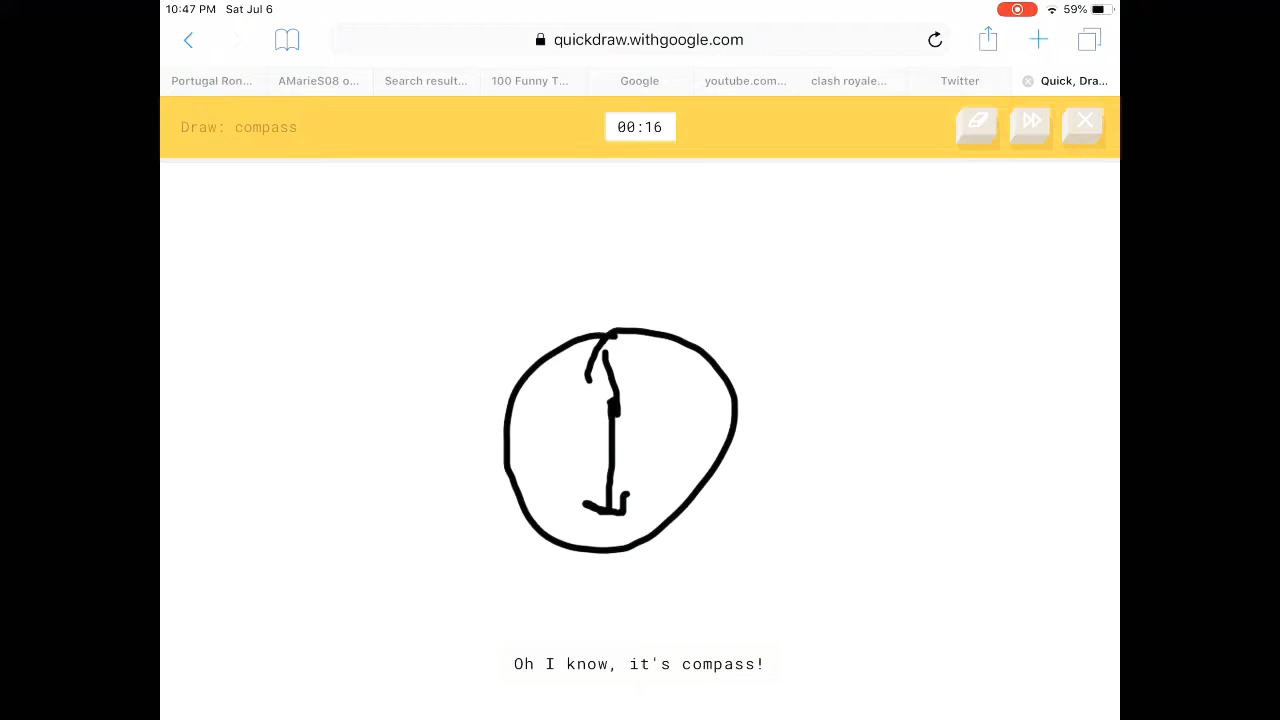 10:47 PM Sat Jul 6
59%
quickdraw.withgoogle.com
Portugal Ron... AMarieS08 o... Search result... 100 Funny T... Google youtube.com... clash royale... Twitter Quick, Dra...
Draw: compass
00:16
Oh I know, it's compass!